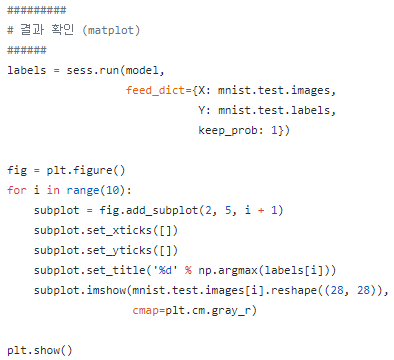 #########
# 결과 확인 (matplot)
######
labels = sess.run(model,
                  feed_dict={X: mnist.test.images,
                             Y: mnist.test.labels,
                             keep_prob: 1})

fig = plt.figure()
for i in range(10):
    subplot = fig.add_subplot(2, 5, i + 1)
    subplot.set_xticks([])
    subplot.set_yticks([])
    subplot.set_title('%d' % np.argmax(labels[i]))
    subplot.imshow(mnist.test.images[i].reshape((28, 28)),
                   cmap=plt.cm.gray_r)

plt.show()